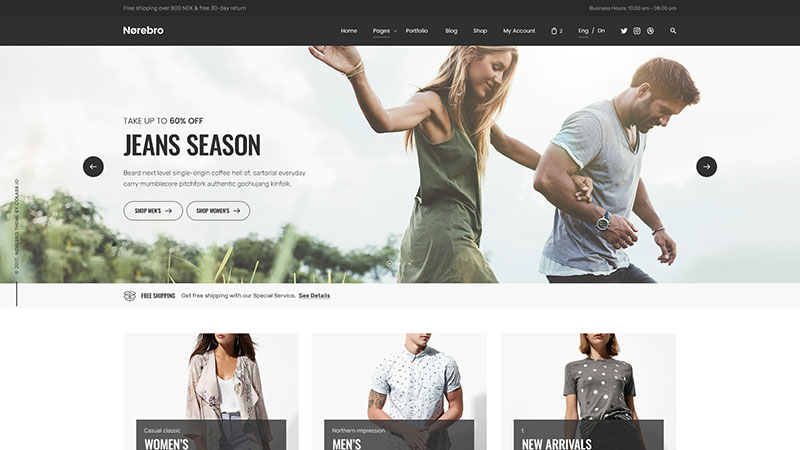 Free shipping over 800 NOK & free 30-day return
Business Hours: 10.00 am - 08.00 pm
Nørebro
Home
Pages
Portfolio
Blog
Shop
My Account
2
Eng / Dn
TAKE UP TO 60% OFF
JEANS SEASON
Beard next level single-origin coffee hell of, sartorial everyday
carry mumblecore pitchfork authentic gochujang kinfolk.
SHOP MEN'S
SHOP WOMEN'S
© 2017, NOREBRO THEME BY COLABR.IO
FREE SHIPPING
Get free shipping with our Special Service.
See Details
Casual classic
WOMEN'S
Northern impression
MEN'S
t
NEW ARRIVALS